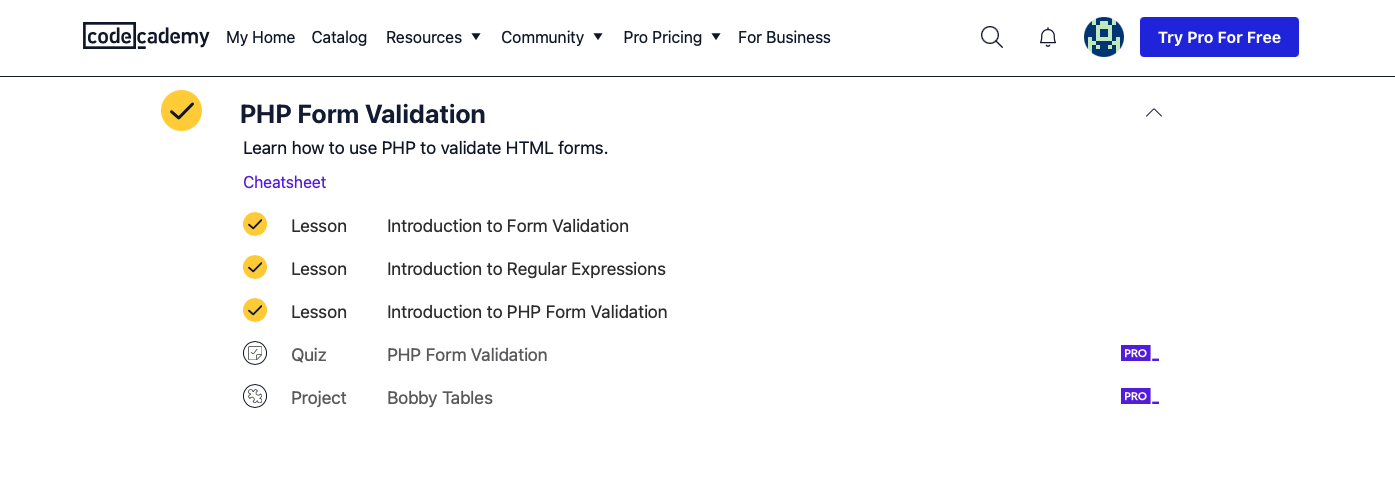 codecademy My Home Catalog Resources Community Pro Pricing For Business Try Pro For Free
PHP Form Validation
Learn how to use PHP to validate HTML forms.
Cheatsheet
Lesson Introduction to Form Validation
Lesson Introduction to Regular Expressions
Lesson Introduction to PHP Form Validation
Quiz PHP Form Validation PRO_
Project Bobby Tables PRO_